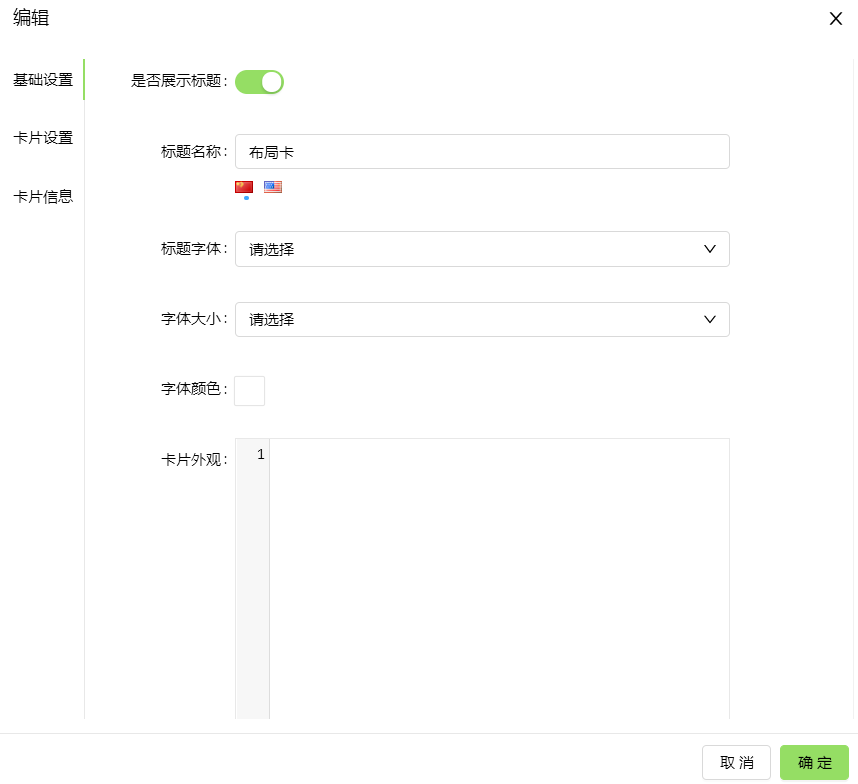 编辑
基础设置
卡片设置
卡片信息
是否展示标题:
标题名称: 布局卡
标题字体: 请选择
字体大小: 请选择
字体颜色:
卡片外观: 1
取 消 确 定